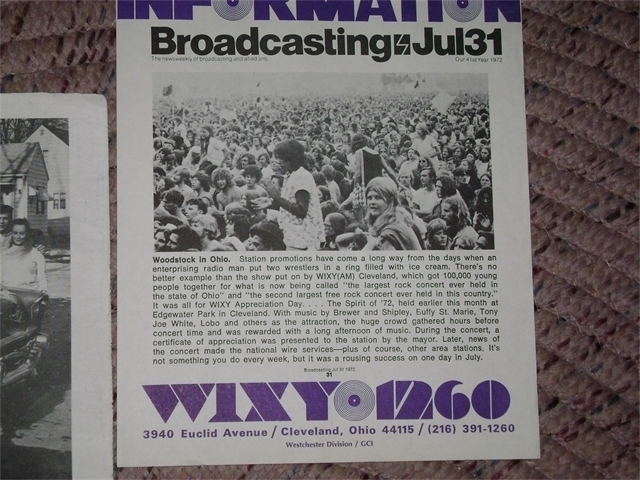 INFORMATION
Broadcasting Jul31
The newsweekly of broadcasting and allied arts
Our 41st Year 1972
Woodstock in Ohio. Station promotions have come a long way from the days when an
enterprising radio man put two wrestlers in a ring filled with ice cream. There's no
better example than the show put on by WIXY(AM) Cleveland, which got 100,000 young
people together for what is now being called "the largest rock concert ever held in
the state of Ohio" and "the second largest free rock concert ever held in this country."
It was all for WIXY Appreciation Day. . . . The Spirit of '72, held earlier this month at
Edgewater Park in Cleveland. With music by Brewer and Shipley, Euffy St. Marie, Tony
Joe White, Lobo and others as the attraction, the huge crowd gathered hours before
concert time and was rewarded with a long afternoon of music. During the concert, a
certificate of appreciation was presented to the station by the mayor. Later, news of
the concert made the national wire services—plus of course, other area stations. It's
not something you do every week, but it was a rousing success on one day in July.
Broadcasting Jul 31 1972
31
WIXY 1260
3940 Euclid Avenue / Cleveland, Ohio 44115 / (216) 391-1260
Westchester Division / GCI